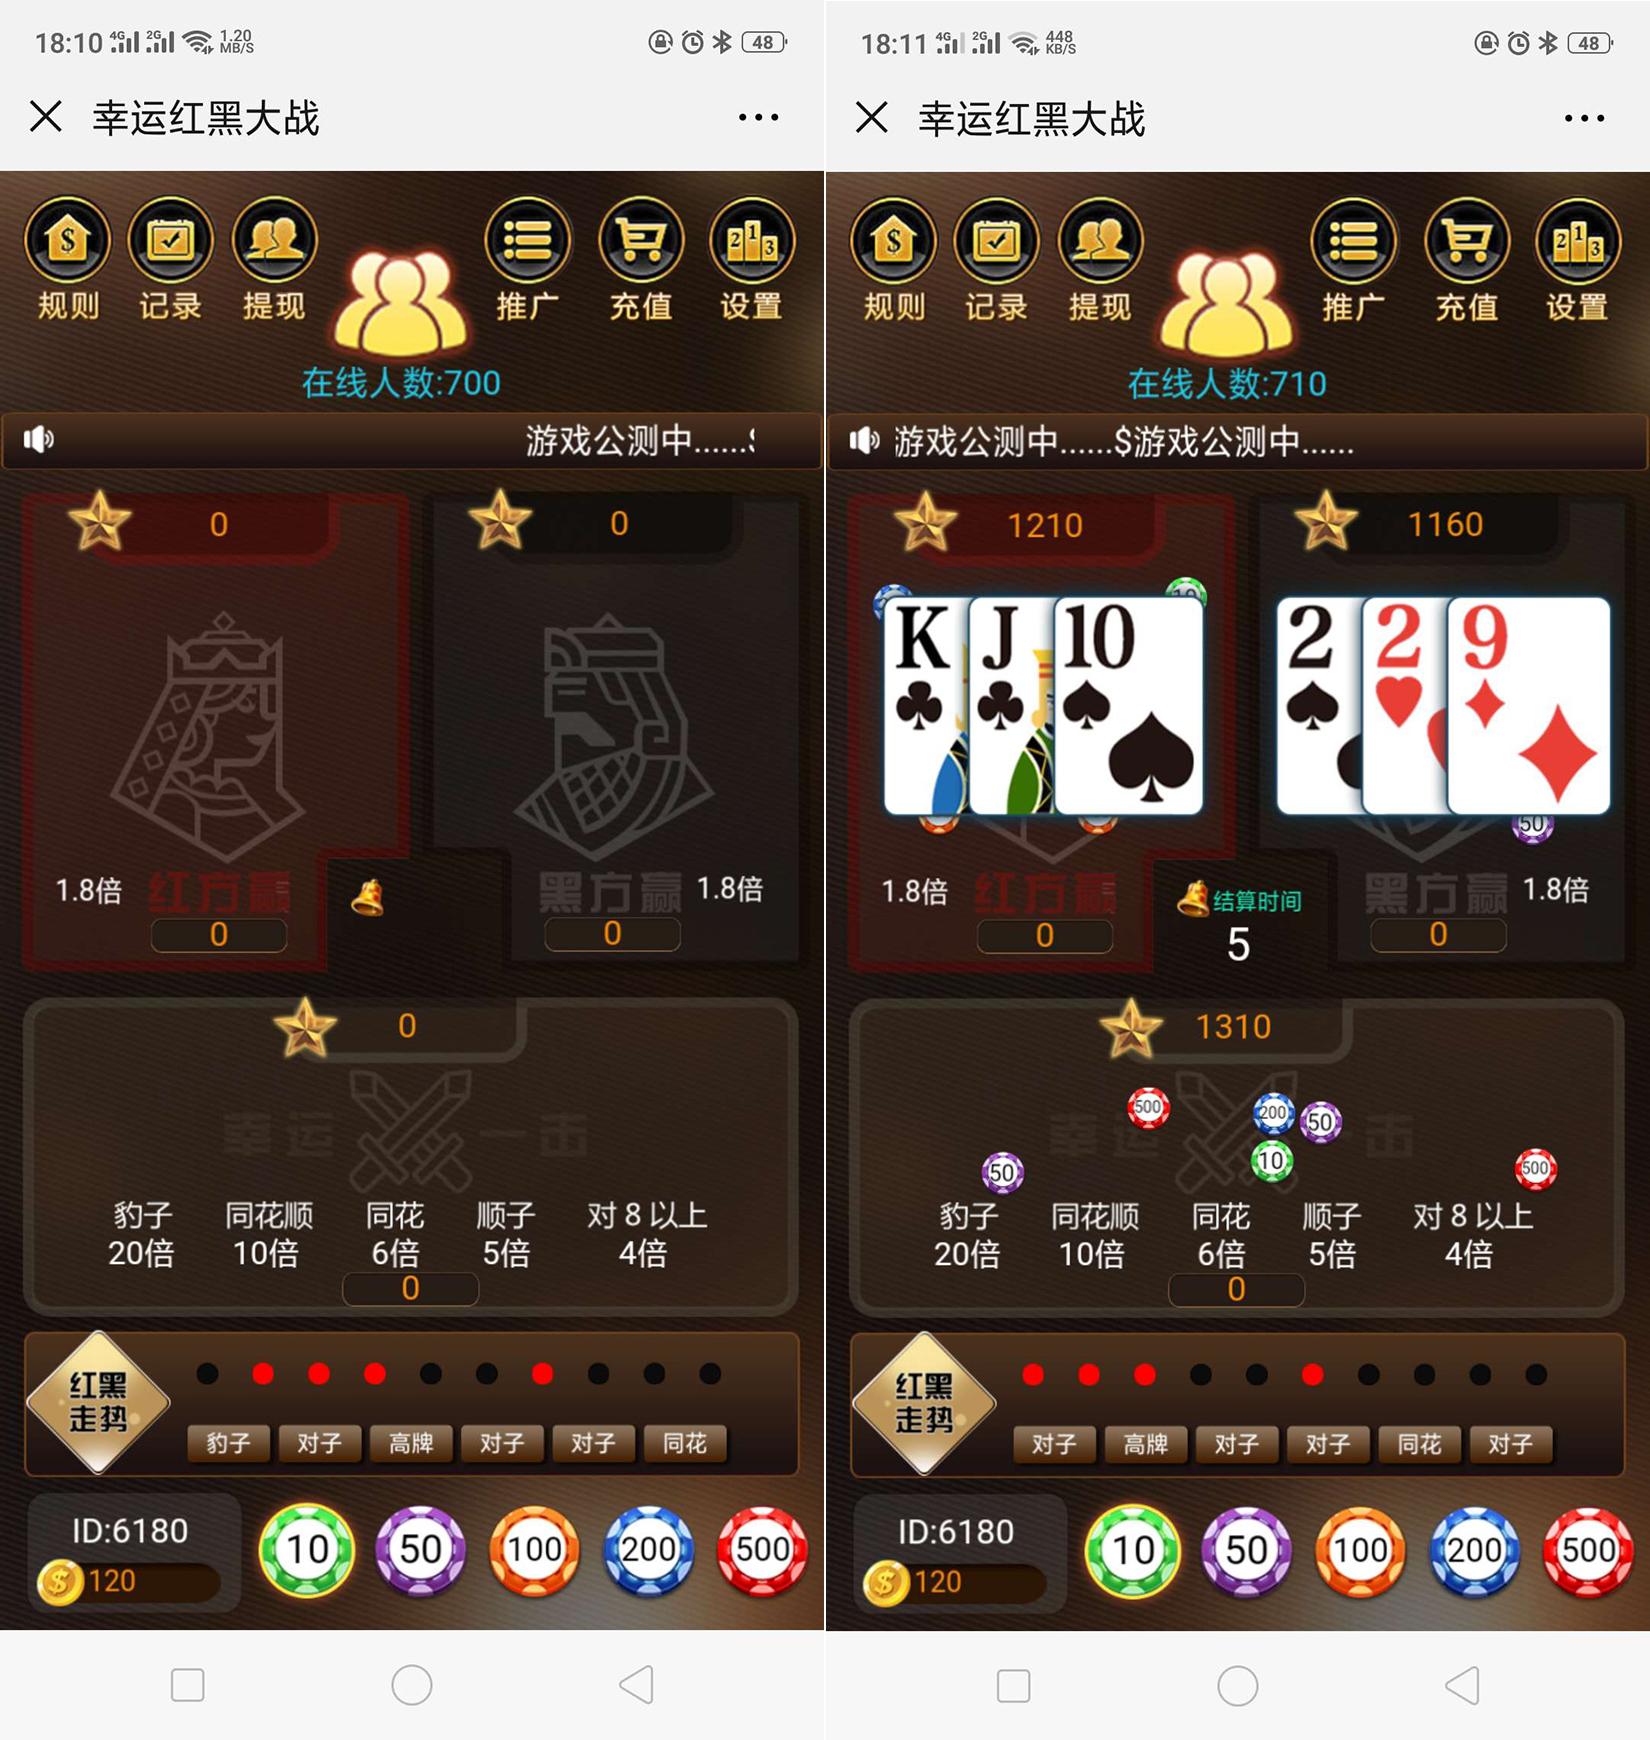 18:10 4G 2G 1.20 MB/S 48
幸运红黑大战
规则 记录 提现 推广 充值 设置
在线人数:700
游戏公测中......
0 0
1.8倍 红方赢 黑方赢 1.8倍
0 0
0
幸运一击
豹子 同花顺 同花 顺子 对8以上
20倍 10倍 6倍 5倍 4倍
0
红黑
走势
豹子 对子 高牌 对子 对子 同花
ID:6180
120
10 50 100 200 500
18:11 4G 2G 448 KB/S 48
幸运红黑大战
规则 记录 提现 推广 充值 设置
在线人数:710
游戏公测中......$游戏公测中......
1210 1160
K J 10 2 2 9
50
1.8倍 红方赢 结算时间 黑方赢 1.8倍
0 5 0
1310
500 200 50
幸运一击
50 10 500
豹子 同花顺 同花 顺子 对8以上
20倍 10倍 6倍 5倍 4倍
0
红黑
走势
对子 高牌 对子 对子 同花 对子
ID:6180
120
10 50 100 200 500